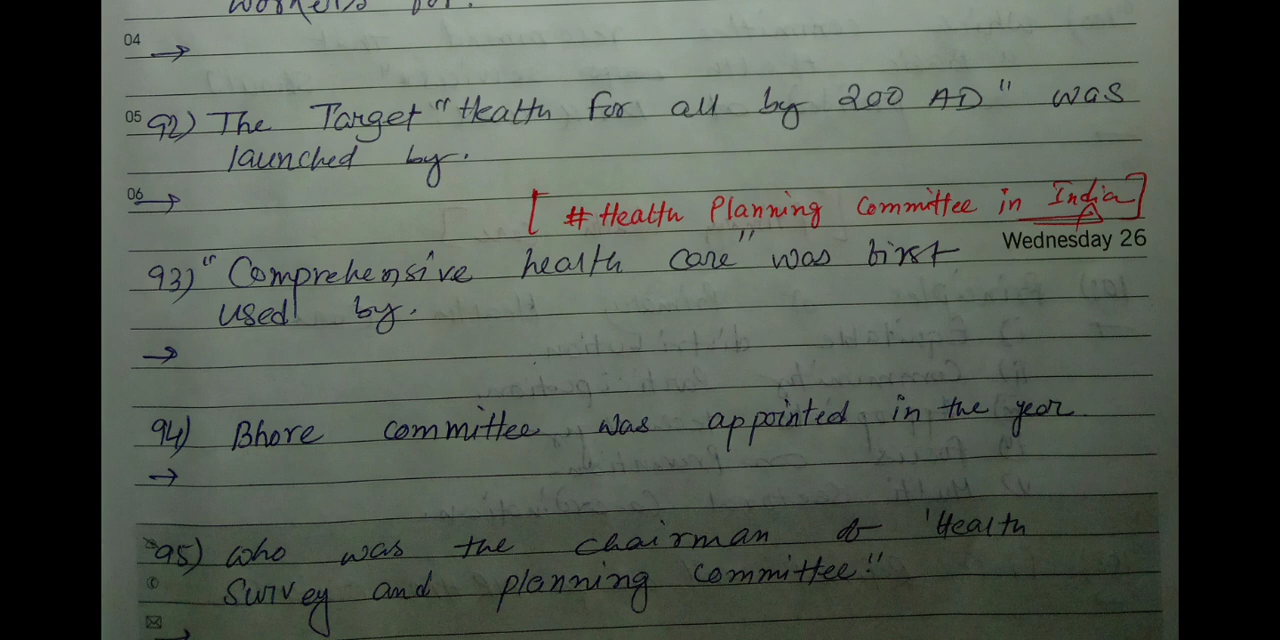 workers for.
04 →
05 92) The Target "Health for all by 200 AD" was
launched by.
06 →
[ # Health Planning Committee in India ]
Wednesday 26
93) "Comprehensive health care" was first
used by.
→
94) Bhore committee was appointed in the year
→
95) who was the chairman of 'Health
Survey and planning committee!'
→